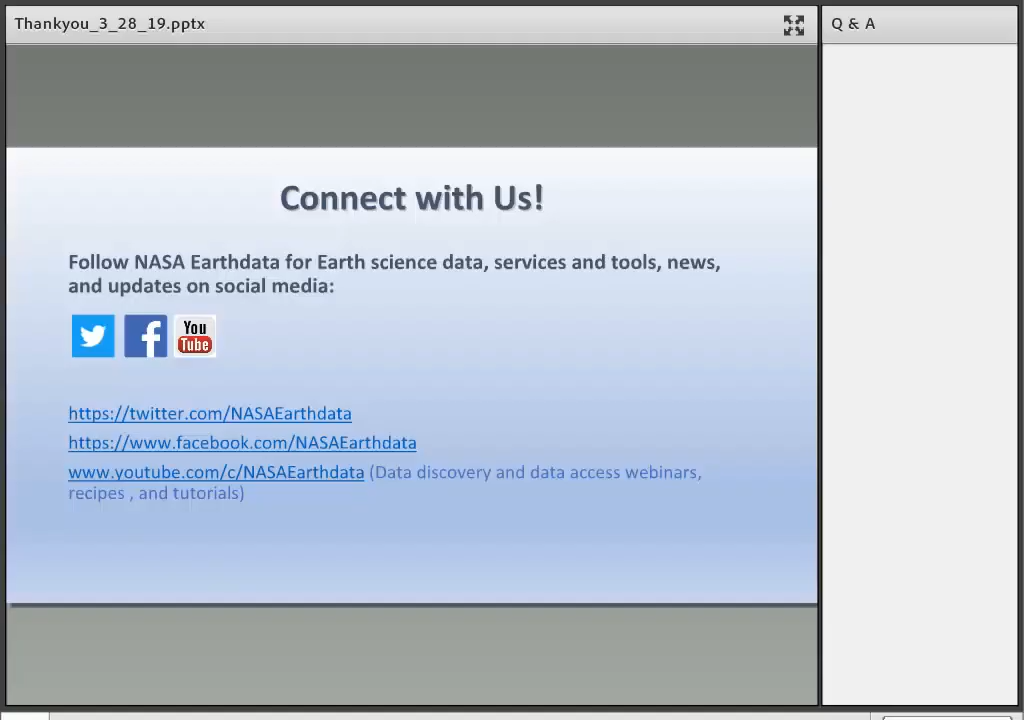 Thankyou_3_28_19.pptx
Q & A
Connect with Us!
Follow NASA Earthdata for Earth science data, services and tools, news,
and updates on social media:
You
Tube
https://twitter.com/NASAEarthdata
https://www.facebook.com/NASAEarthdata
www.youtube.com/c/NASAEarthdata (Data discovery and data access webinars,
recipes , and tutorials)